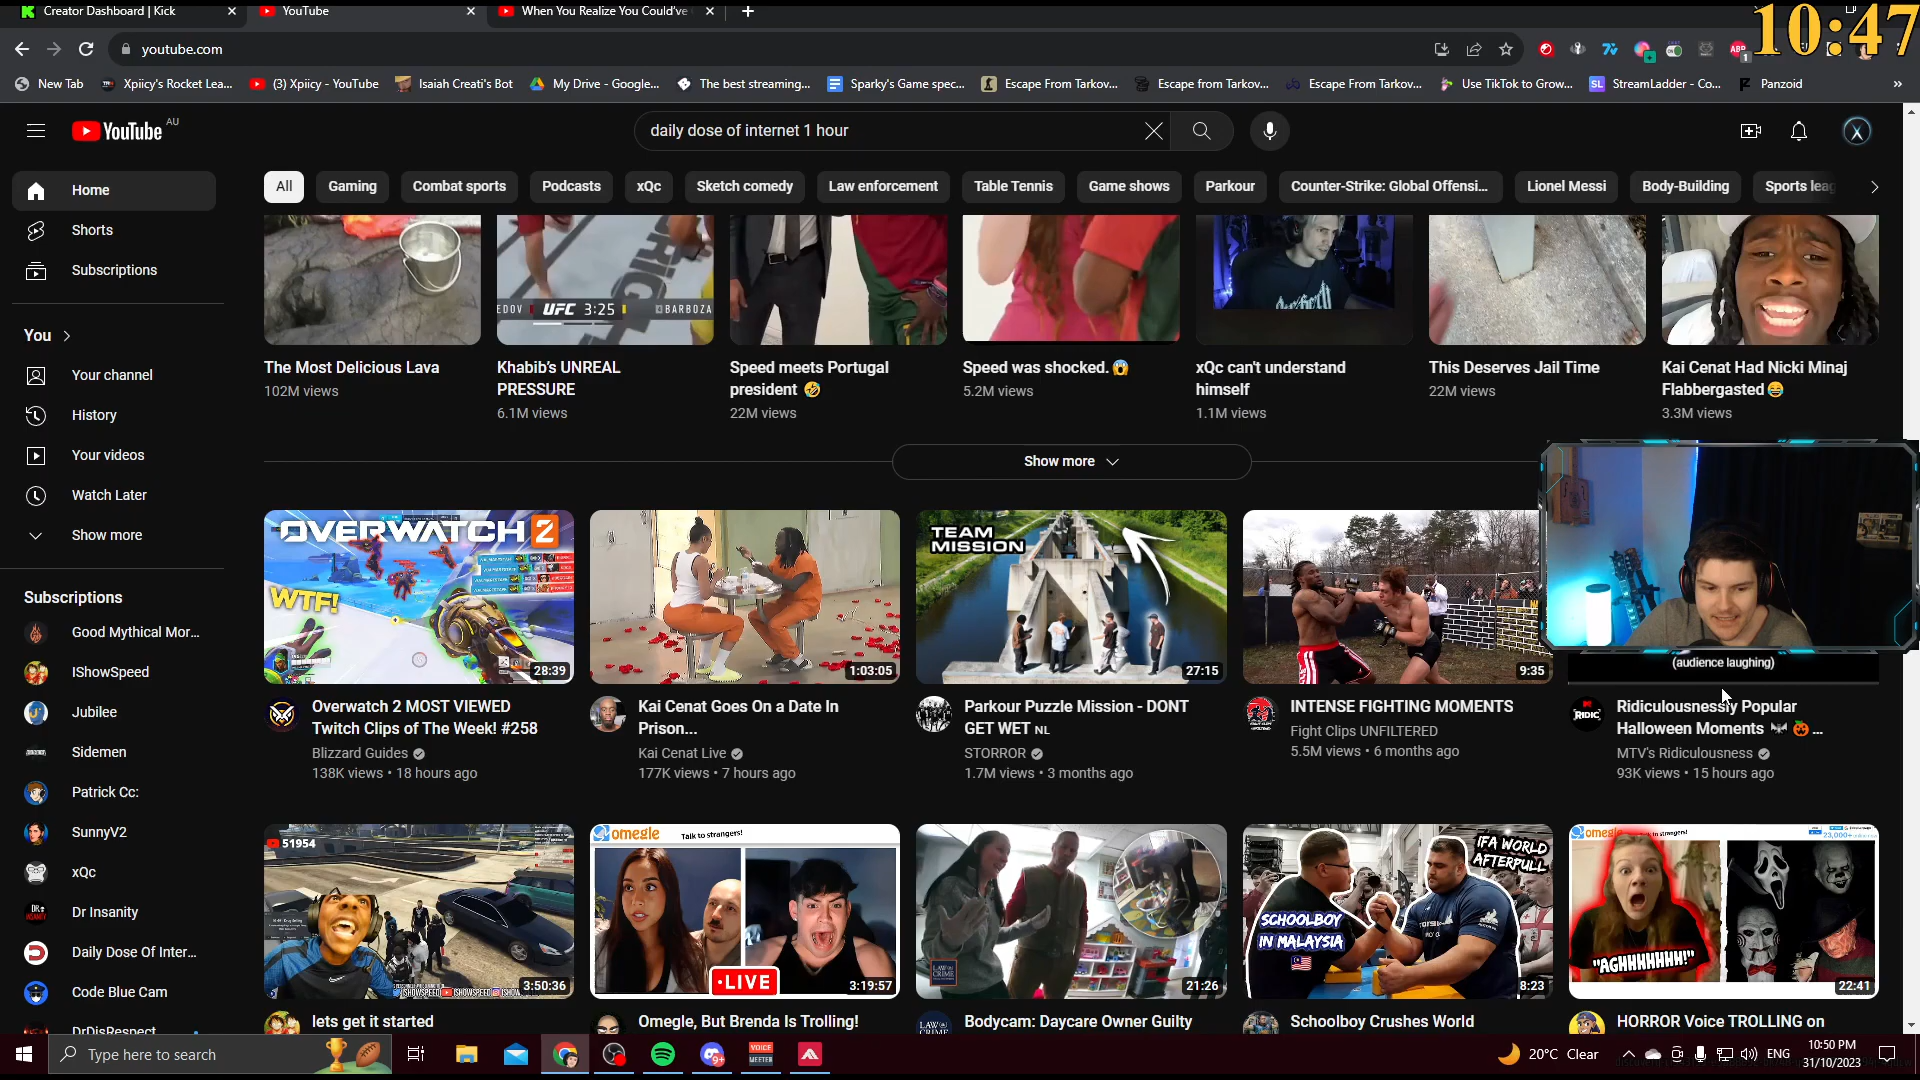 Creator Dashboard | Kick
YouTube
When You Realize You Could've
10:47
youtube.com
New Tab
Xpiicy's Rocket Lea...
(3) Xpiicy - YouTube
Isaiah Creati's Bot
My Drive - Google...
The best streaming...
Sparky's Game spec...
Escape From Tarkov...
Escape from Tarkov...
Escape From Tarkov...
Use TikTok to Grow...
StreamLadder - Co...
Panzoid
YouTube AU
daily dose of internet 1 hour
All
Gaming
Combat sports
Podcasts
xQc
Sketch comedy
Law enforcement
Table Tennis
Game shows
Parkour
Counter-Strike: Global Offensi...
Lionel Messi
Body-Building
Sports leag
Home
Shorts
Subscriptions
You
Your channel
History
Your videos
Watch Later
Show more
Subscriptions
Good Mythical Mor...
IShowSpeed
Jubilee
Sidemen
Patrick Cc:
SunnyV2
xQc
Dr Insanity
Daily Dose Of Inter...
Code Blue Cam
DrDisRespect
UFC 3:25
BARBOZA
The Most Delicious Lava
102M views
Khabib's UNREAL
PRESSURE
6.1M views
Speed meets Portugal
president 🤣
22M views
Speed was shocked.😱
5.2M views
xQc can't understand
himself
1.1M views
This Deserves Jail Time
22M views
Kai Cenat Had Nicki Minaj
Flabbergasted😂
3.3M views
Show more
OVERWATCH 2
WTF!
28:39
Overwatch 2 MOST VIEWED
Twitch Clips of The Week! #258
Blizzard Guides
138K views • 18 hours ago
1:03:05
Kai Cenat Goes On a Date In
Prison...
Kai Cenat Live
177K views • 7 hours ago
TEAM
MISSION
27:15
Parkour Puzzle Mission - DONT
GET WET NL
STORROR
1.7M views • 3 months ago
9:35
INTENSE FIGHTING MOMENTS
Fight Clips UNFILTERED
5.5M views • 6 months ago
(audience laughing)
Ridiculousnessly Popular
Halloween Moments 🦇 🎃 ...
MTV's Ridiculousness
93K views • 15 hours ago
51954
3:50:36
lets get it started
omegle Talk to strangers!
•LIVE
3:19:57
Omegle, But Brenda Is Trolling!
LAW&CRIME
21:26
Bodycam: Daycare Owner Guilty
IFA WORLD
AFTERPULL
SCHOOLBOY
IN MALAYSIA
8:23
Schoolboy Crushes World
omegle
23,000+
"AGHHHHHHH!"
22:41
HORROR Voice TROLLING on
Type here to search
VOICE
MEETER
20°C Clear
ENG
10:50 PM
31/10/2023